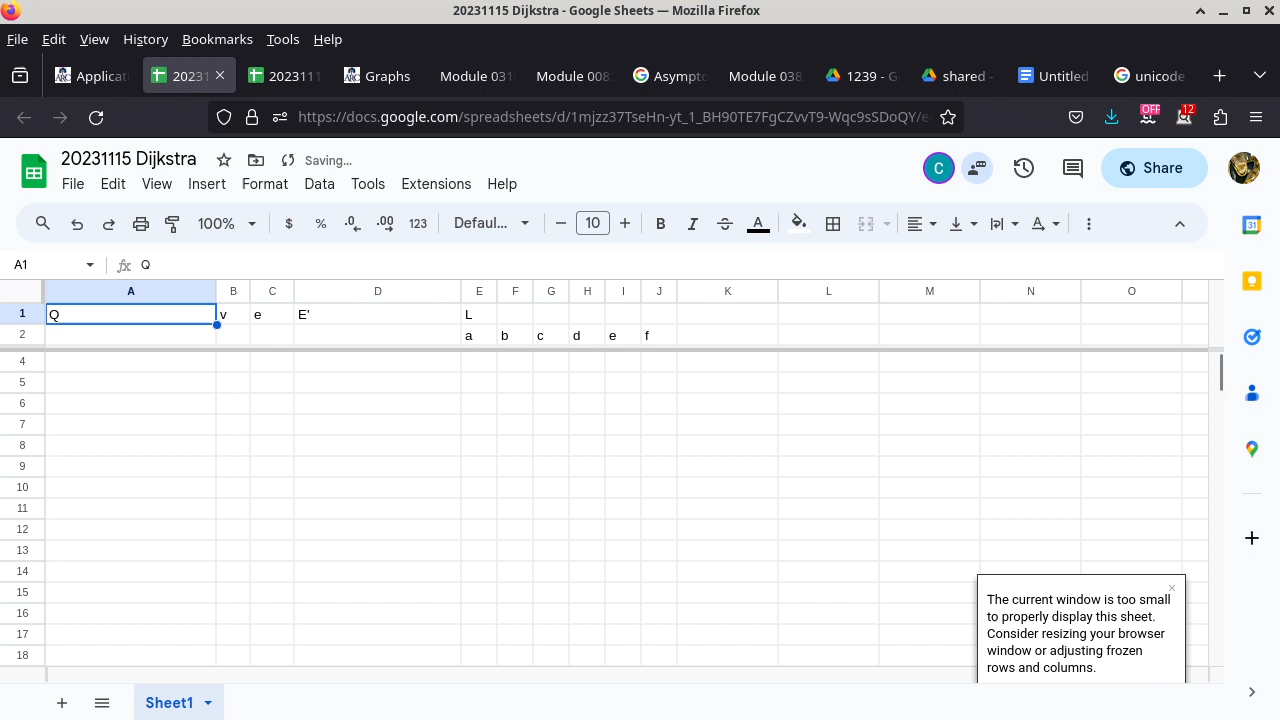 20231115 Dijkstra - Google Sheets — Mozilla Firefox
File Edit View History Bookmarks Tools Help
Applicati 20231 2023111 Graphs Module 031 Module 008 Asympto Module 038 1239 - G shared - Untitled unicode
https://docs.google.com/spreadsheets/d/1mjzz37TseHn-yt_1_BH90TE7FgCZvvT9-Wqc9sSDoQY/e OFF 12
20231115 Dijkstra Saving... C Share
File Edit View Insert Format Data Tools Extensions Help
100% $ % .0 .00 123 Defaul... 10 B I A A
31
A1 fx Q
A B C D E F G H I J K L M N O
1 Q v e E' L
2 a b c d e f
4
5
6
7
8
9
10
11
12
13
14
15
16
17
18
The current window is too small
to properly display this sheet.
Consider resizing your browser
window or adjusting frozen
rows and columns.
Sheet1